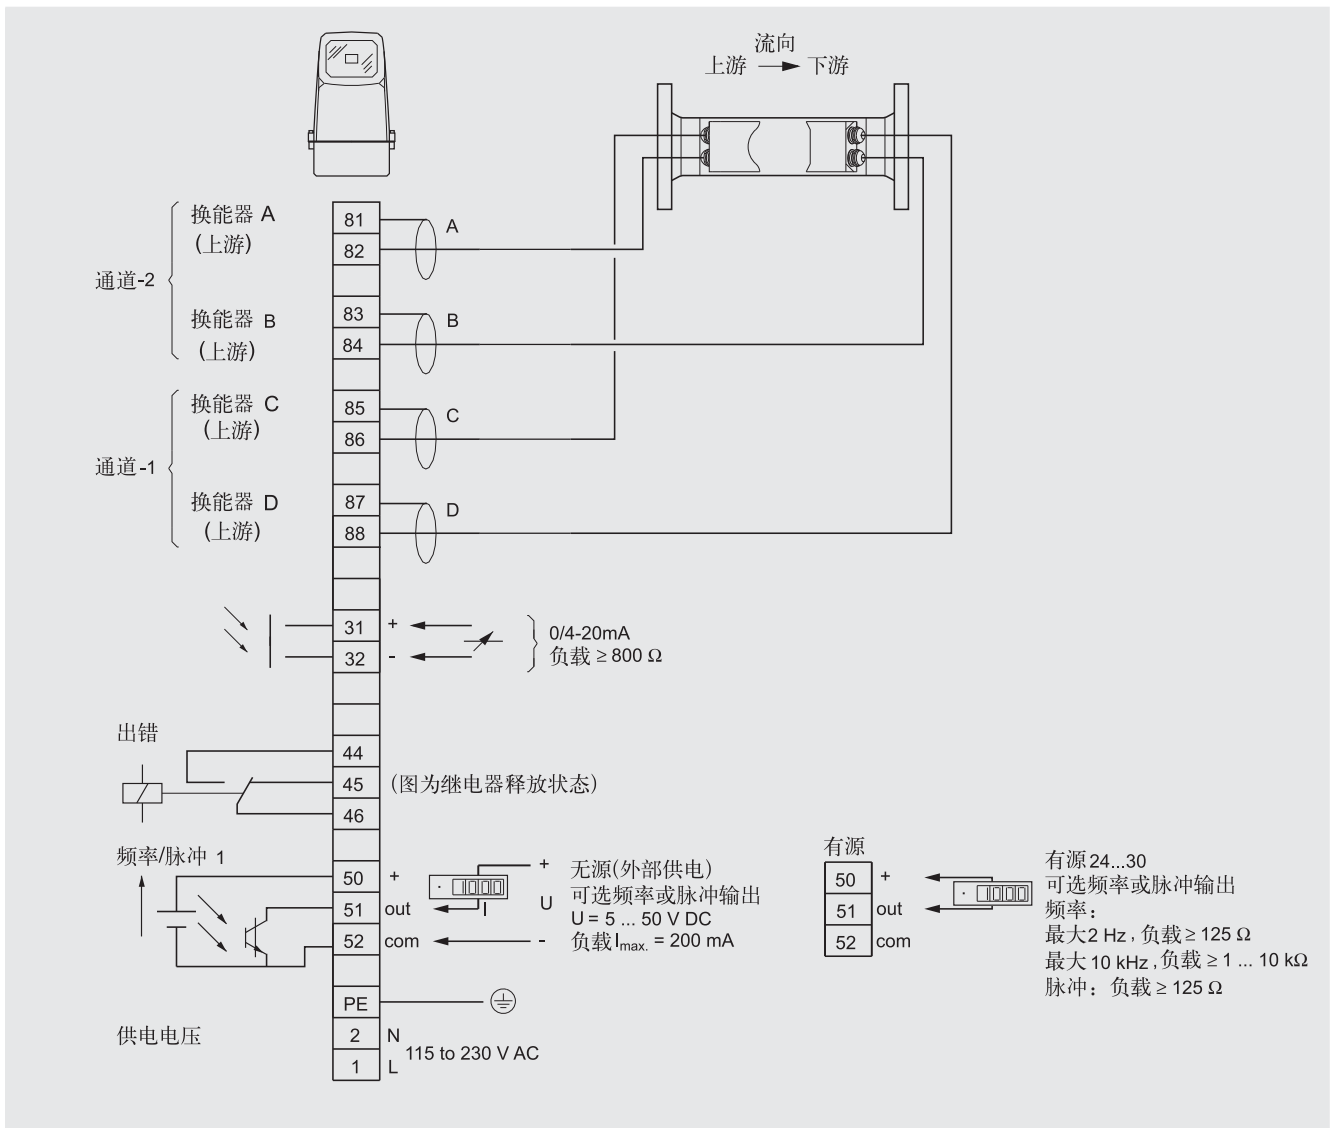 流向
上游 下游
换能器 A
(上游)
81
82
A
通道-2
换能器 B
(上游)
83
84
B
换能器 C
(上游)
85
86
C
通道-1
换能器 D
(上游)
87
88
D
31 +
32 -
0/4-20mA
负载 ≥ 800 Ω
出错
44
45
46
(图为继电器释放状态)
频率/脉冲 1
50 +
51 out
52 com
I
+
U
-
无源(外部供电)
可选频率或脉冲输出
U = 5 ... 50 V DC
负载 Imax. = 200 mA
有源
50 +
51 out
52 com
有源24...30
可选频率或脉冲输出
频率:
最大2 Hz , 负载 ≥ 125 Ω
最大 10 kHz , 负载 ≥ 1 ... 10 kΩ
脉冲: 负载 ≥ 125 Ω
PE
供电电压
2 N
1 L
115 to 230 V AC